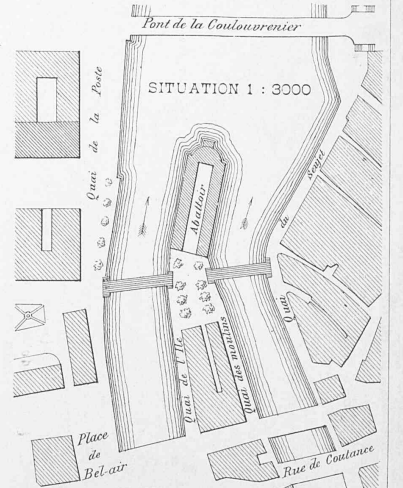 Pont de la Coulouvrenier
SITUATION 1 : 3000
Quai de la Poste
Quai du Seujet
Abattoir
Quai de l'Ile
Quai des moulins
Place
de
Bel-air
Rue de Coutance